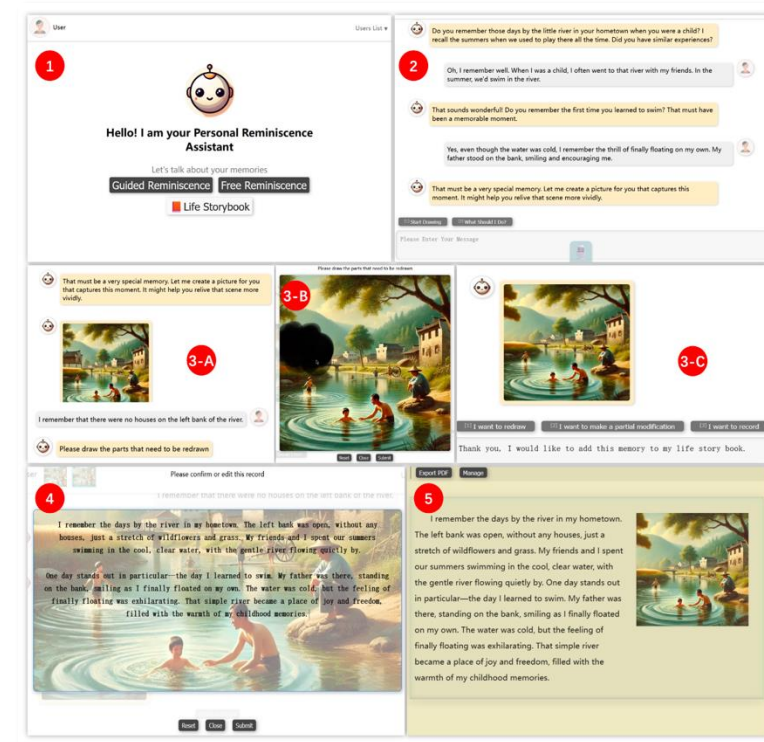 User
Users List ▾
1
Hello! I am your Personal Reminiscence
Assistant
Let's talk about your memories
Guided Reminiscence
Free Reminiscence
Life Storybook
2
Do you remember those days by the little river in your hometown when you were a child? I
recall the summers when we used to play there all the time. Did you have similar experiences?
Oh, I remember well. When I was a child, I often went to that river with my friends. In the
summer, we'd swim in the river.
That sounds wonderful! Do you remember the first time you learned to swim? That must have
been a memorable moment.
Yes, even though the water was cold, I remember the thrill of finally floating on my own. My
father stood on the bank, smiling and encouraging me.
That must be a very special memory. Let me create a picture for you that captures this
moment. It might help you relive that scene more vividly.
Start Drawing
What Should I Do?
Please Enter Your Message
That must be a very special memory. Let me create a picture for you
that captures this moment. It might help you relive that scene more
vividly.
3-A
I remember that there were no houses on the left bank of the river.
Please draw the parts that need to be redrawn
Please draw the parts that need to be redrawn
3-B
Reset
Close
Submit
3-C
I want to redraw
I want to make a partial modification
I want to record
Thank you, I would like to add this memory to my life story book.
4
Please confirm or edit this record
I remember that there were no houses on the left bank of the river.
I remember the days by the river in my hometown. The left bank was open, without any
houses, just a stretch of wildflowers and grass. My friends and I spent our summers
swimming in the cool, clear water, with the gentle river flowing quietly by.
One day stands out in particular—the day I learned to swim. My father was there, standing
on the bank, smiling as I finally floated on my own. The water was cold, but the feeling of
finally floating was exhilarating. That simple river became a place of joy and freedom,
filled with the warmth of my childhood memories.
Reset
Close
Submit
Export PDF
Manage
5
I remember the days by the river in my hometown.
The left bank was open, without any houses, just a
stretch of wildflowers and grass. My friends and I spent
our summers swimming in the cool, clear water, with
the gentle river flowing quietly by. One day stands out
in particular—the day I learned to swim. My father was
there, standing on the bank, smiling as I finally floated
on my own. The water was cold, but the feeling of
finally floating was exhilarating. That simple river
became a place of joy and freedom, filled with the
warmth of my childhood memories.